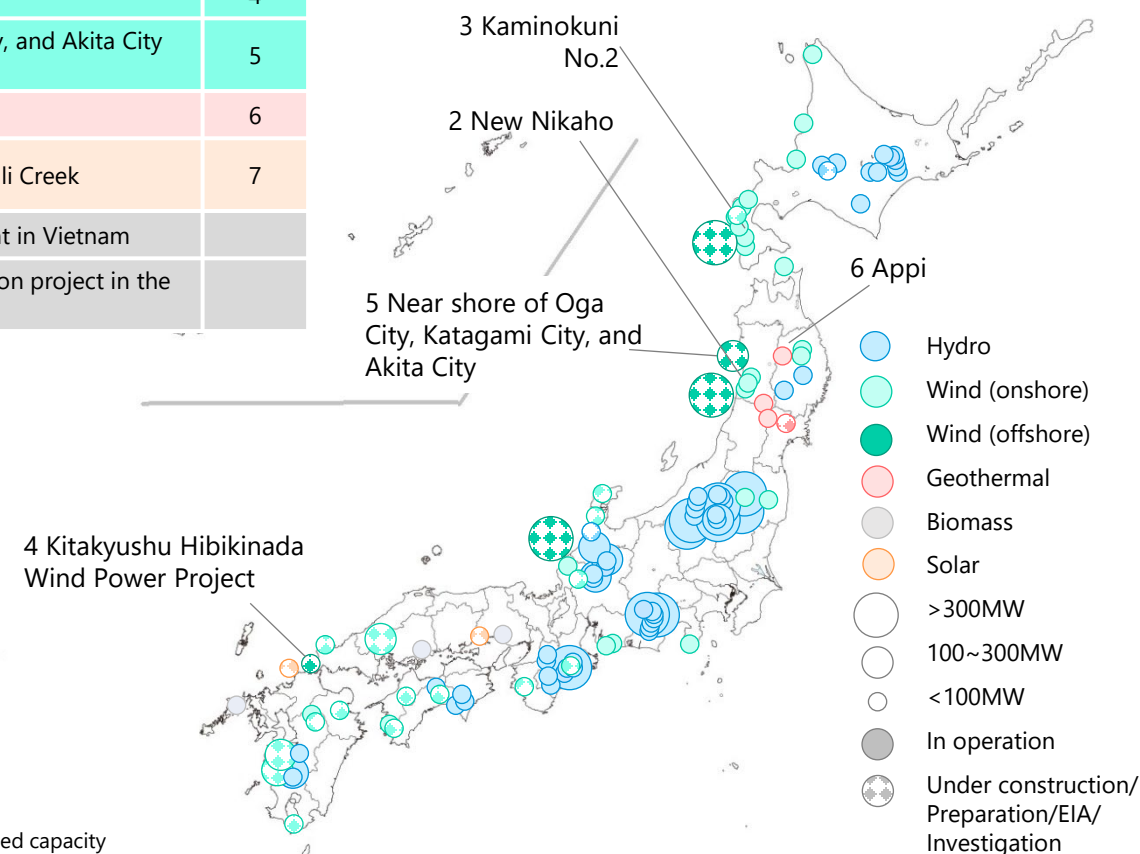 4
y, and Akita City
5
6
li Creek
7
t in Vietnam
on project in the
3 Kaminokuni
No.2
2 New Nikaho
6 Appi
5 Near shore of Oga
City, Katagami City, and
Akita City
4 Kitakyushu Hibikinada
Wind Power Project
Hydro
Wind (onshore)
Wind (offshore)
Geothermal
Biomass
Solar
>300MW
100~300MW
<100MW
In operation
Under construction/
Preparation/EIA/
Investigation
ed capacity